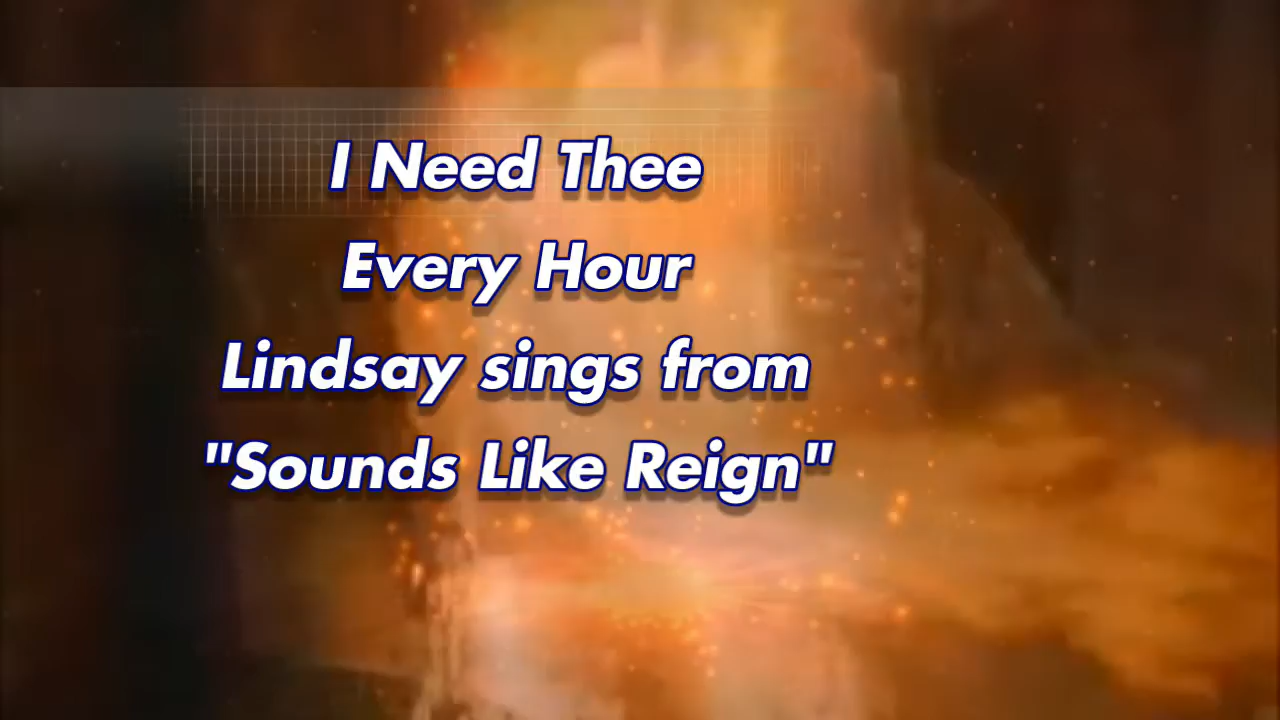 I Need Thee
Every Hour
Lindsay sings from
"Sounds Like Reign"